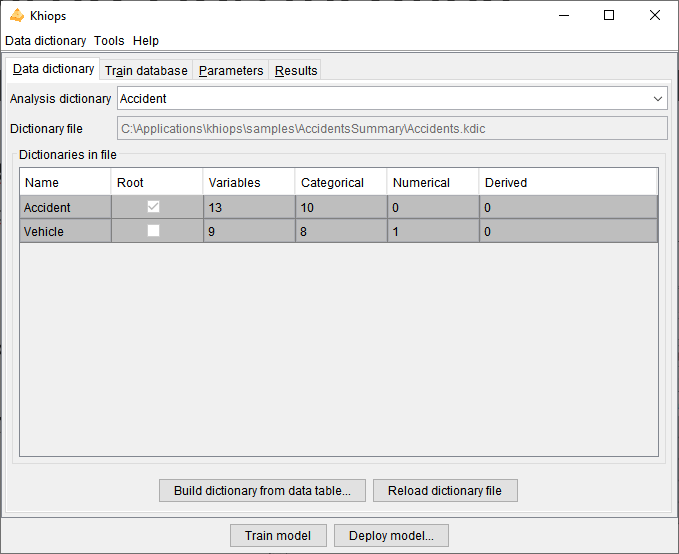 Khiops
Data dictionary Tools Help
Data dictionary Train database Parameters Results
Analysis dictionary Accident
Dictionary file C:\Applications\khiops\samples\AccidentsSummary\Accidents.kdic
Dictionaries in file
Name Root Variables Categorical Numerical Derived
Accident 13 10 0 0
Vehicle 9 8 1 0
Build dictionary from data table... Reload dictionary file
Train model Deploy model...